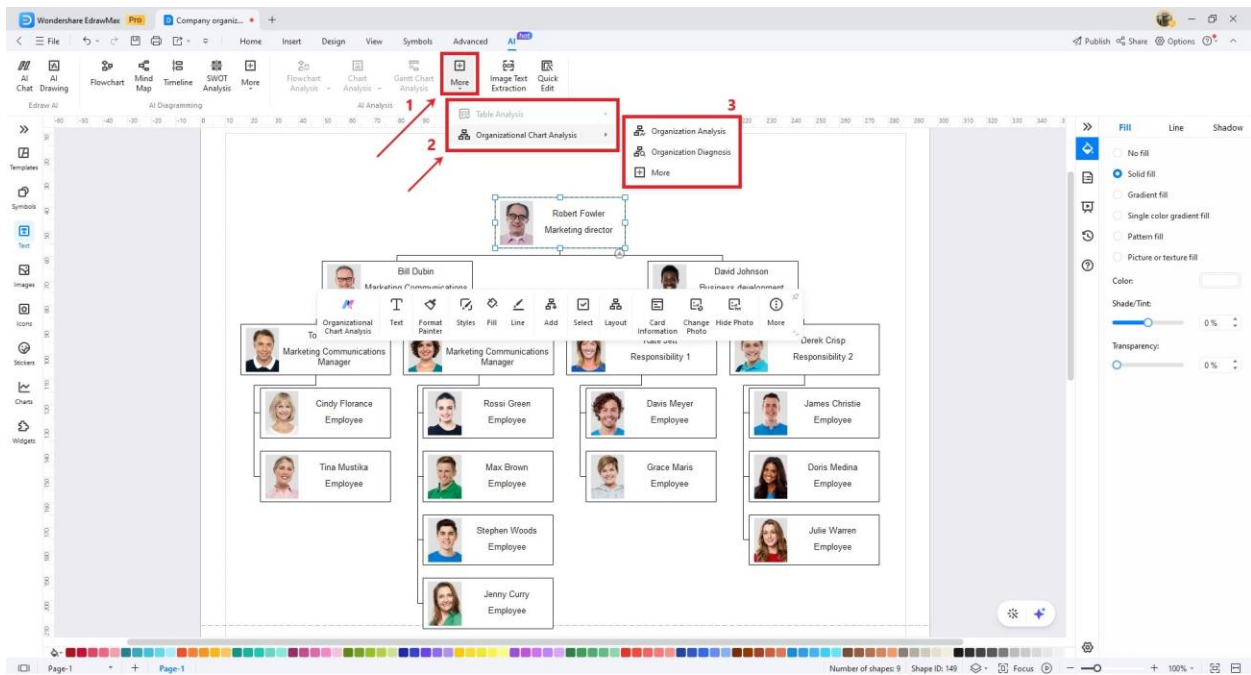 Wondershare EdrawMax Pro
Company organiz...
File
Home Insert Design View Symbols Advanced AI hot
Publish Share Options
AI Chat
AI Drawing
Flowchart
Mind Map
Timeline
SWOT Analysis
More
Flowchart Analysis
Chart Analysis
Gantt Chart Analysis
More
Image Text Extraction
Quick Edit
Edraw AI
AI Diagramming
AI Analysis
1
2
3
Table Analysis
Organizational Chart Analysis
Organization Analysis
Organization Diagnosis
More
Templates
Symbols
Text
Images
Icons
Stickers
Charts
Widgets
Robert Fowler
Marketing director
Bill Dubin
Marketing Communications
David Johnson
Business development
Organizational Chart Analysis
Text
Format Painter
Styles
Fill
Line
Add
Select
Layout
Card Information
Change Photo
Hide Photo
More
To
Marketing Communications
Manager
Marketing Communications
Manager
Responsibility 1
Derek Crisp
Responsibility 2
Cindy Florance
Employee
Rossi Green
Employee
Davis Meyer
Employee
James Christie
Employee
Tina Mustika
Employee
Max Brown
Employee
Grace Maris
Employee
Doris Medina
Employee
Stephen Woods
Employee
Julie Warren
Employee
Jenny Curry
Employee
Fill Line Shadow
No fill
Solid fill
Gradient fill
Single color gradient fill
Pattern fill
Picture or texture fill
Color:
Shade/Tint:
0 %
Transparency:
0 %
Page-1
Page-1
Number of shapes: 9 Shape ID: 149 Focus 100%